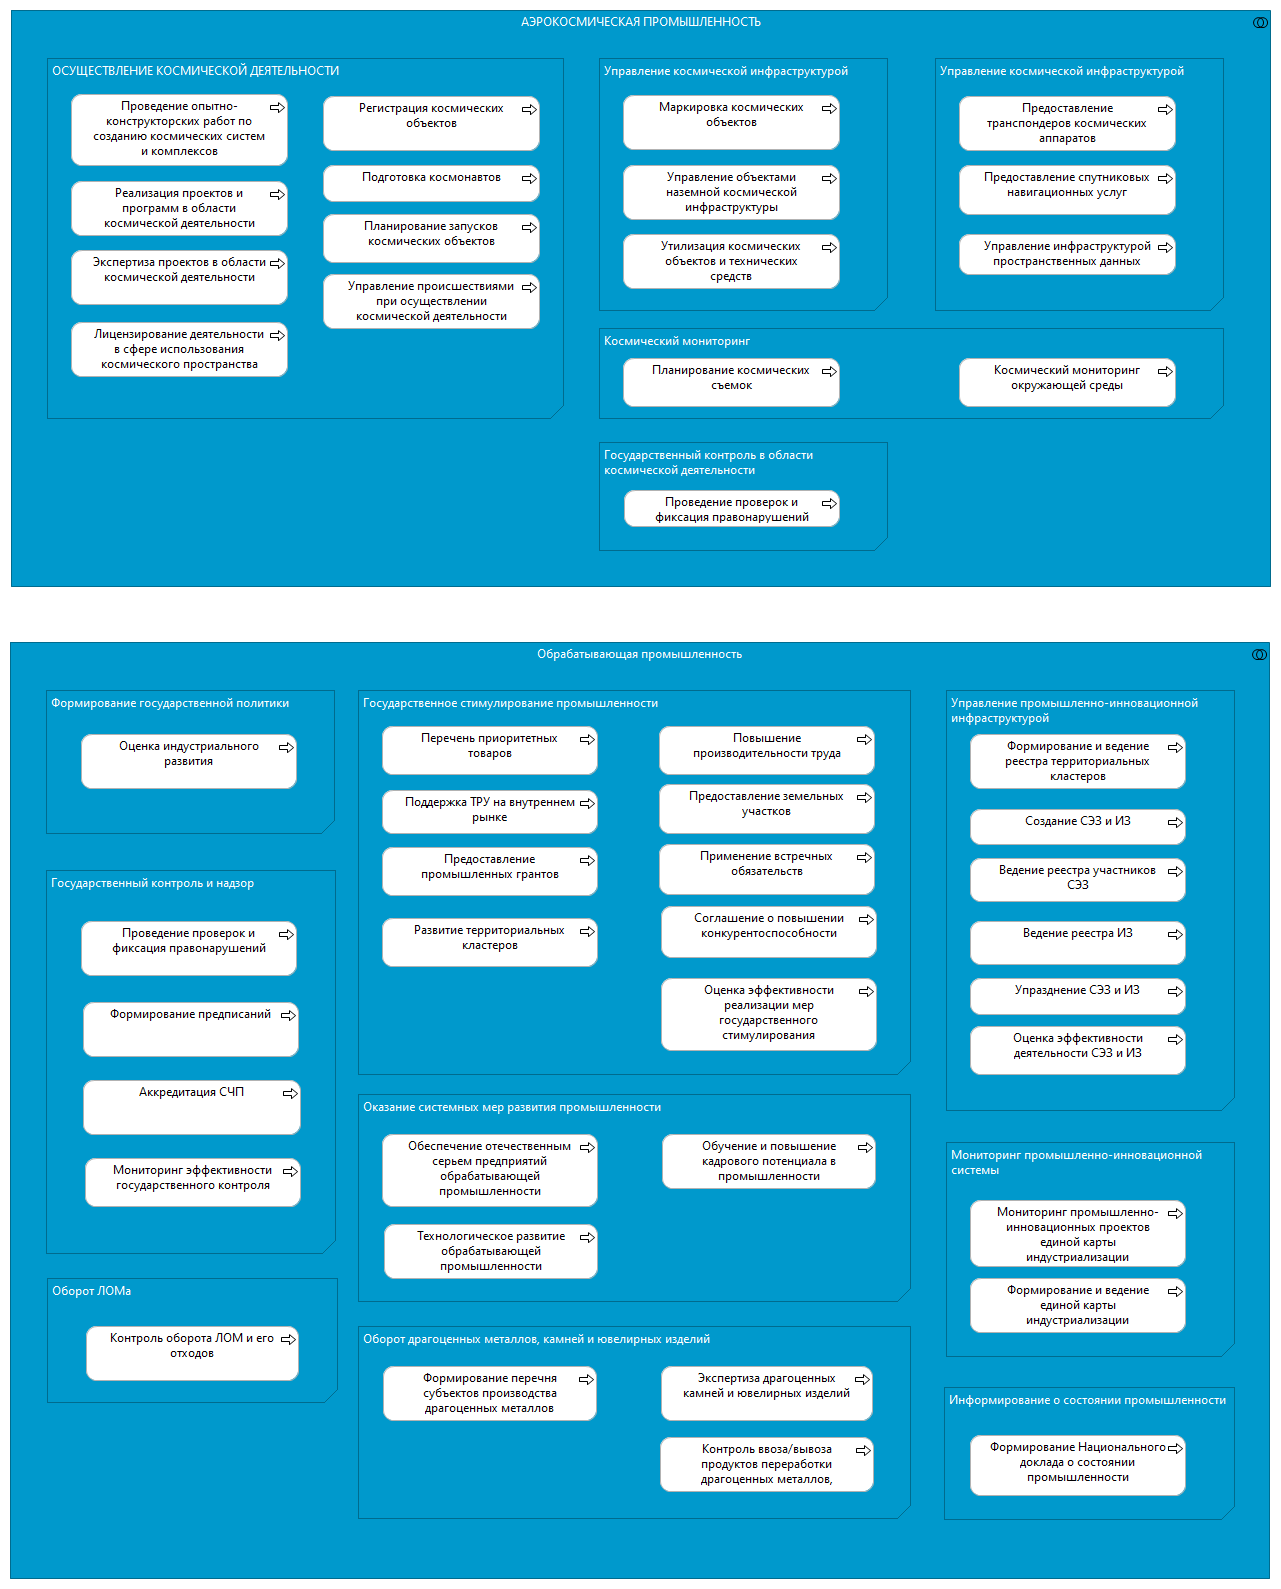 АЭРОКОСМИЧЕСКАЯ ПРОМЫШЛЕННОСТЬ
ОСУЩЕСТВЛЕНИЕ КОСМИЧЕСКОЙ ДЕЯТЕЛЬНОСТИ
Проведение опытно-
конструкторских работ по
созданию космических систем
и комплексов
Реализация проектов и
программ в области
космической деятельности
Экспертиза проектов в области
космической деятельности
Лицензирование деятельности
в сфере использования
космического пространства
Регистрация космических
объектов
Подготовка космонавтов
Планирование запусков
космических объектов
Управление происшествиями
при осуществлении
космической деятельности
Управление космической инфраструктурой
Маркировка космических
объектов
Управление объектами
наземной космической
инфраструктуры
Утилизация космических
объектов и технических
средств
Управление космической инфраструктурой
Предоставление
транспондеров космических
аппаратов
Предоставление спутниковых
навигационных услуг
Управление инфраструктурой
пространственных данных
Космический мониторинг
Планирование космических
съемок
Космический мониторинг
окружающей среды
Государственный контроль в области
космической деятельности
Проведение проверок и
фиксация правонарушений
Обрабатывающая промышленность
Формирование государственной политики
Оценка индустриального
развития
Государственный контроль и надзор
Проведение проверок и
фиксация правонарушений
Формирование предписаний
Аккредитация СЧП
Мониторинг эффективности
государственного контроля
Оборот ЛОМа
Контроль оборота ЛОМ и его
отходов
Государственное стимулирование промышленности
Перечень приоритетных
товаров
Поддержка ТРУ на внутреннем
рынке
Предоставление
промышленных грантов
Развитие территориальных
кластеров
Повышение
производительности труда
Предоставление земельных
участков
Применение встречных
обязательств
Соглашение о повышении
конкурентоспособности
Оценка эффективности
реализации мер
государственного
стимулирования
Оказание системных мер развития промышленности
Обеспечение отечественным
серьем предприятий
обрабатывающей
промышленности
Технологическое развитие
обрабатывающей
промышленности
Обучение и повышение
кадрового потенциала в
промышленности
Оборот драгоценных металлов, камней и ювелирных изделий
Формирование перечня
субъектов производства
драгоценных металлов
Экспертиза драгоценных
камней и ювелирных изделий
Контроль ввоза/вывоза
продуктов переработки
драгоценных металлов,
Управление промышленно-инновационной
инфраструктурой
Формирование и ведение
реестра территориальных
кластеров
Создание СЭЗ и ИЗ
Ведение реестра участников
СЭЗ
Ведение реестра ИЗ
Упразднение СЭЗ и ИЗ
Оценка эффективности
деятельности СЭЗ и ИЗ
Мониторинг промышленно-инновационной
системы
Мониторинг промышленно-
инновационных проектов
единой карты
индустриализации
Формирование и ведение
единой карты
индустриализации
Информирование о состоянии промышленности
Формирование Национального
доклада о состоянии
промышленности